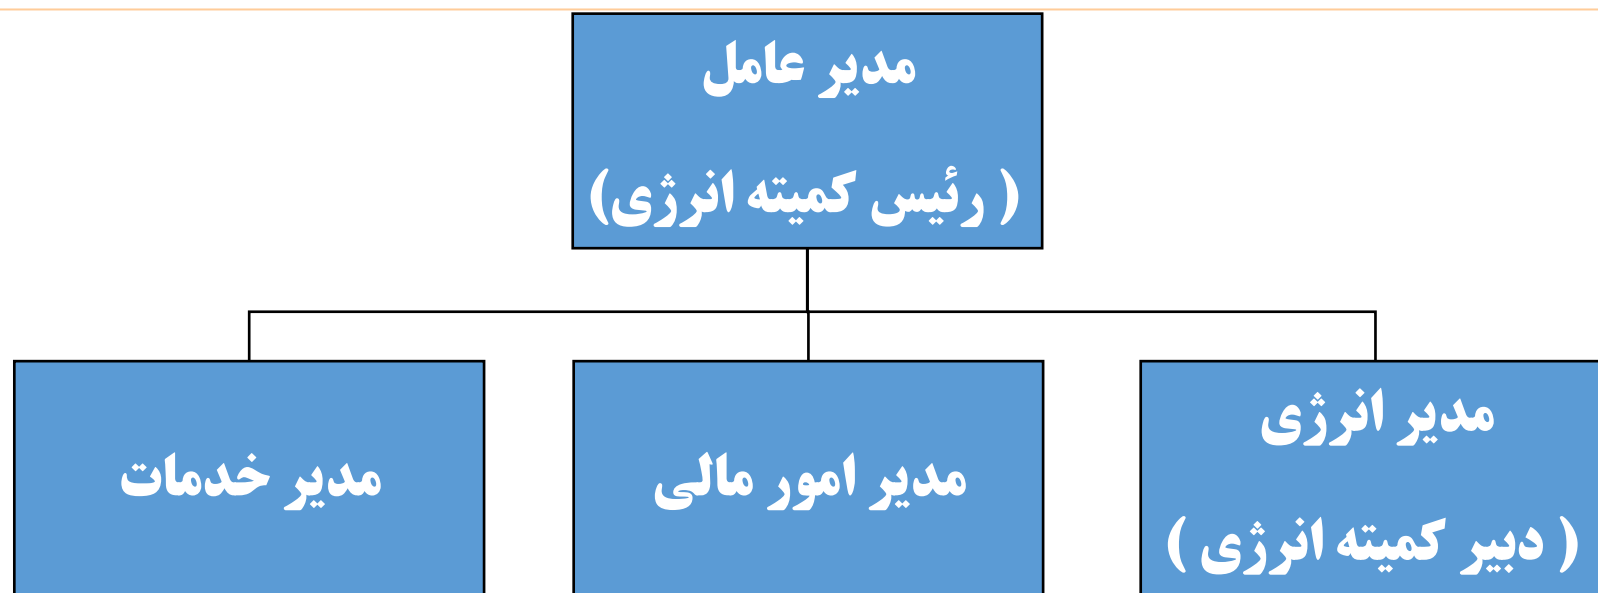 مدیر عامل
( رئیس کمیته انرژی)
مدیر انرژی
( دبیر کمیته انرژی )
مدیر امور مالی
مدیر خدمات